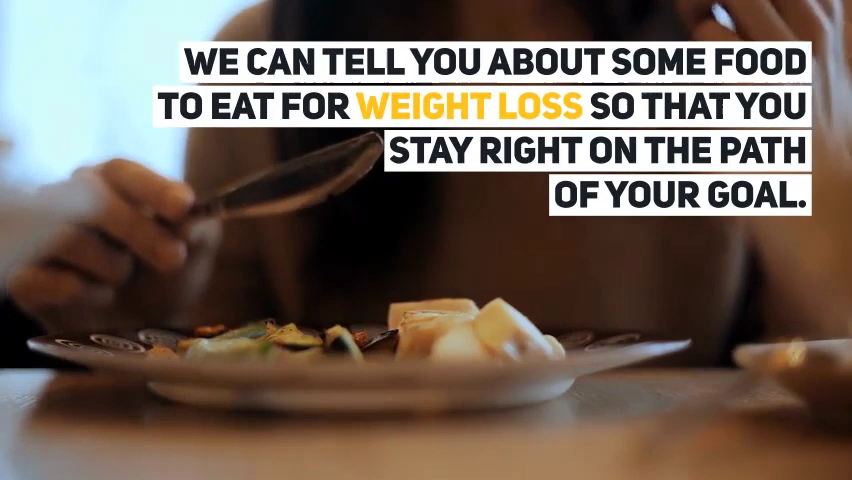 WE CAN TELL YOU ABOUT SOME FOOD
TO EAT FOR WEIGHT LOSS SO THAT YOU
STAY RIGHT ON THE PATH
OF YOUR GOAL.